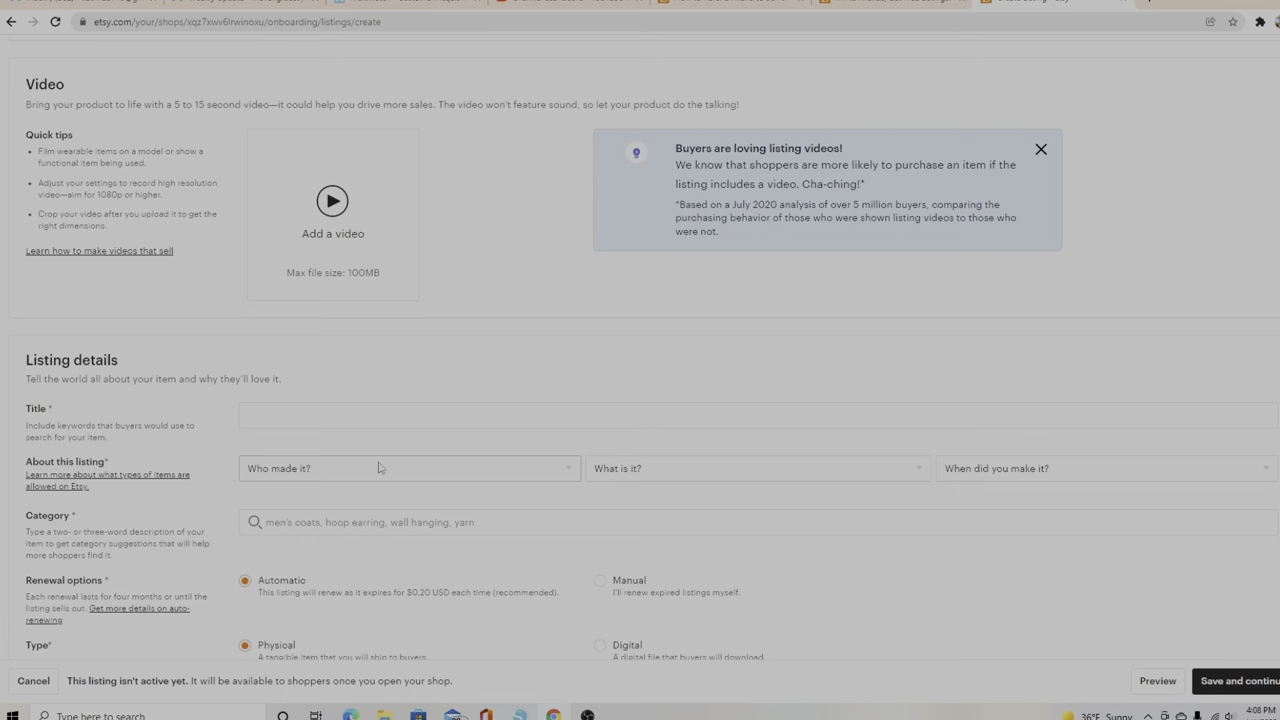 etsy.com/your/shops/xqz7xwv6lrwinoxu/onboarding/listings/create
Video
Bring your product to life with a 5 to 15 second video—it could help you drive more sales. The video won't feature sound, so let your product do the talking!
Quick tips
• Film wearable items on a model or show a
functional item being used.
• Adjust your settings to record high resolution
video—aim for 1080p or higher.
• Crop your video after you upload it to get the
right dimensions.
Learn how to make videos that sell
Add a video
Max file size: 100MB
Buyers are loving listing videos!
We know that shoppers are more likely to purchase an item if the
listing includes a video. Cha-ching!*
*Based on a July 2020 analysis of over 5 million buyers, comparing the
purchasing behavior of those who were shown listing videos to those who
were not.
Listing details
Tell the world all about your item and why they'll love it.
Title *
Include keywords that buyers would use to
search for your item.
About this listing*
Learn more about what types of items are
allowed on Etsy.
Who made it?
What is it?
When did you make it?
Category *
Type a two- or three-word description of your
item to get category suggestions that will help
more shoppers find it.
men's coats, hoop earring, wall hanging, yarn
Renewal options *
Each renewal lasts for four months or until the
listing sells out. Get more details on auto-
renewing
Automatic
This listing will renew as it expires for $0.20 USD each time (recommended).
Manual
I'll renew expired listings myself.
Type*
Physical
A tangible item that you will ship to buyers.
Digital
A digital file that buyers will download.
Cancel
This listing isn't active yet. It will be available to shoppers once you open your shop.
Preview
Save and continu
Type here to search
36°F Sunny
4:08 PM